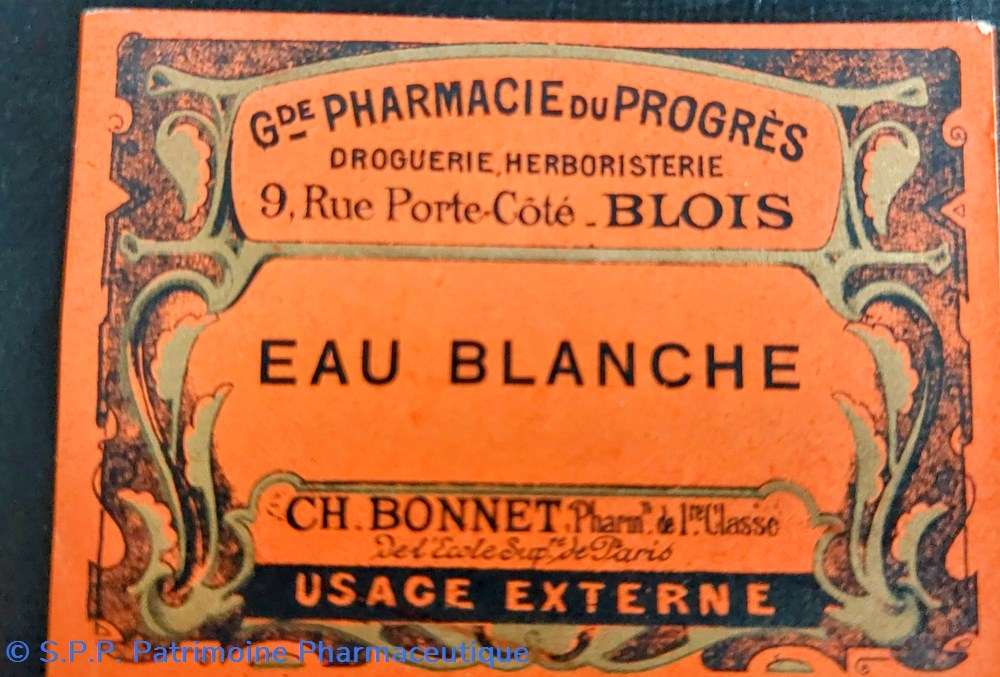 Gde PHARMACIE DU PROGRÈS
DROGUERIE, HERBORISTERIE
9, Rue Porte-Côté - BLOIS
EAU BLANCHE
CH. BONNET, Pharmn de 1re Classe
De l'Ecole Supre de Paris
USAGE EXTERNE
© S.P.P. Patrimoine Pharmaceutique